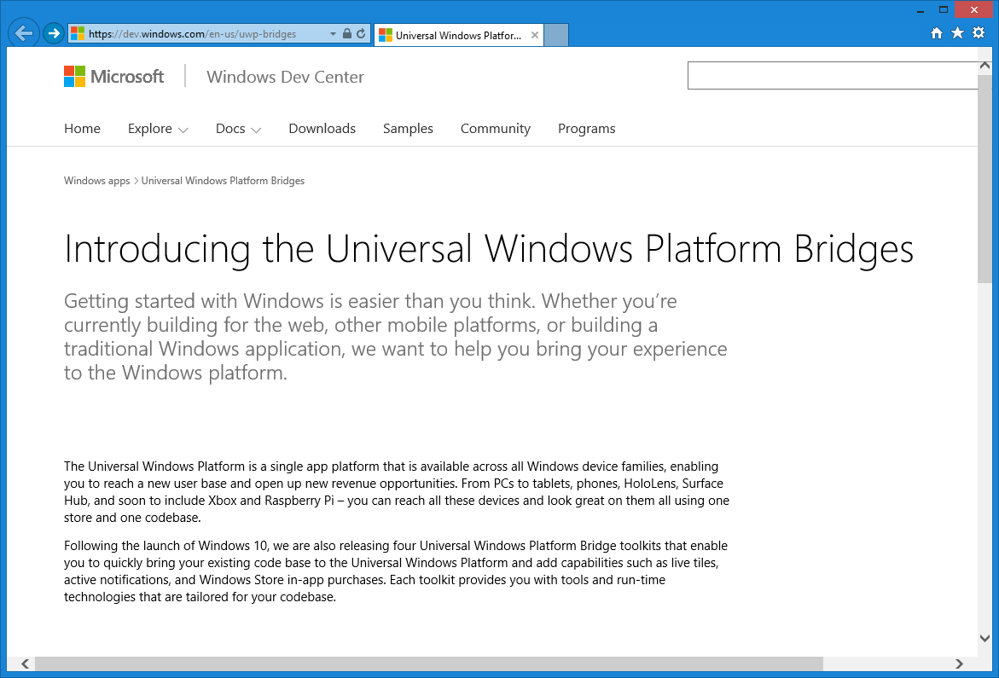 https://dev.windows.com/en-us/uwp-bridges
Universal Windows Platfor...
Microsoft
Windows Dev Center
Home Explore Docs Downloads Samples Community Programs
Windows apps > Universal Windows Platform Bridges
Introducing the Universal Windows Platform Bridges
Getting started with Windows is easier than you think. Whether you’re
currently building for the web, other mobile platforms, or building a
traditional Windows application, we want to help you bring your experience
to the Windows platform.
The Universal Windows Platform is a single app platform that is available across all Windows device families, enabling
you to reach a new user base and open up new revenue opportunities. From PCs to tablets, phones, HoloLens, Surface
Hub, and soon to include Xbox and Raspberry Pi – you can reach all these devices and look great on them all using one
store and one codebase.
Following the launch of Windows 10, we are also releasing four Universal Windows Platform Bridge toolkits that enable
you to quickly bring your existing code base to the Universal Windows Platform and add capabilities such as live tiles,
active notifications, and Windows Store in-app purchases. Each toolkit provides you with tools and run-time
technologies that are tailored for your codebase.